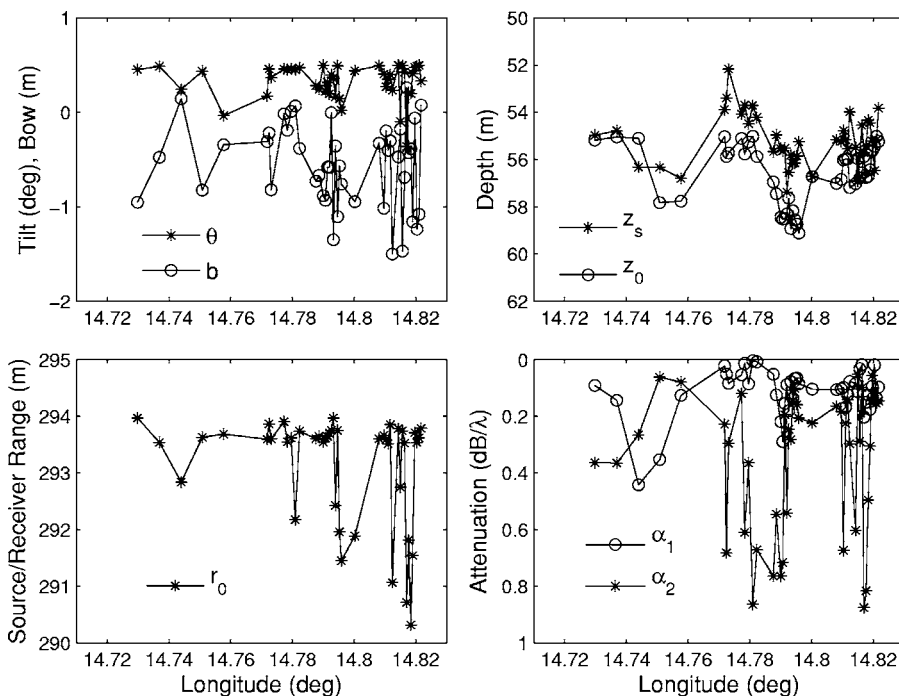 Tilt (deg), Bow (m)
1
0
−1
−2
14.72 14.74 14.76 14.78 14.8 14.82
θ
b
Depth (m)
50
52
54
56
58
60
62
14.72 14.74 14.76 14.78 14.8 14.82
z_s
z_0
Source/Receiver Range (m)
295
294
293
292
291
290
14.72 14.74 14.76 14.78 14.8 14.82
Longitude (deg)
r_0
Attenuation (dB/λ)
0
0.2
0.4
0.6
0.8
1
14.72 14.74 14.76 14.78 14.8 14.82
Longitude (deg)
α_1
α_2